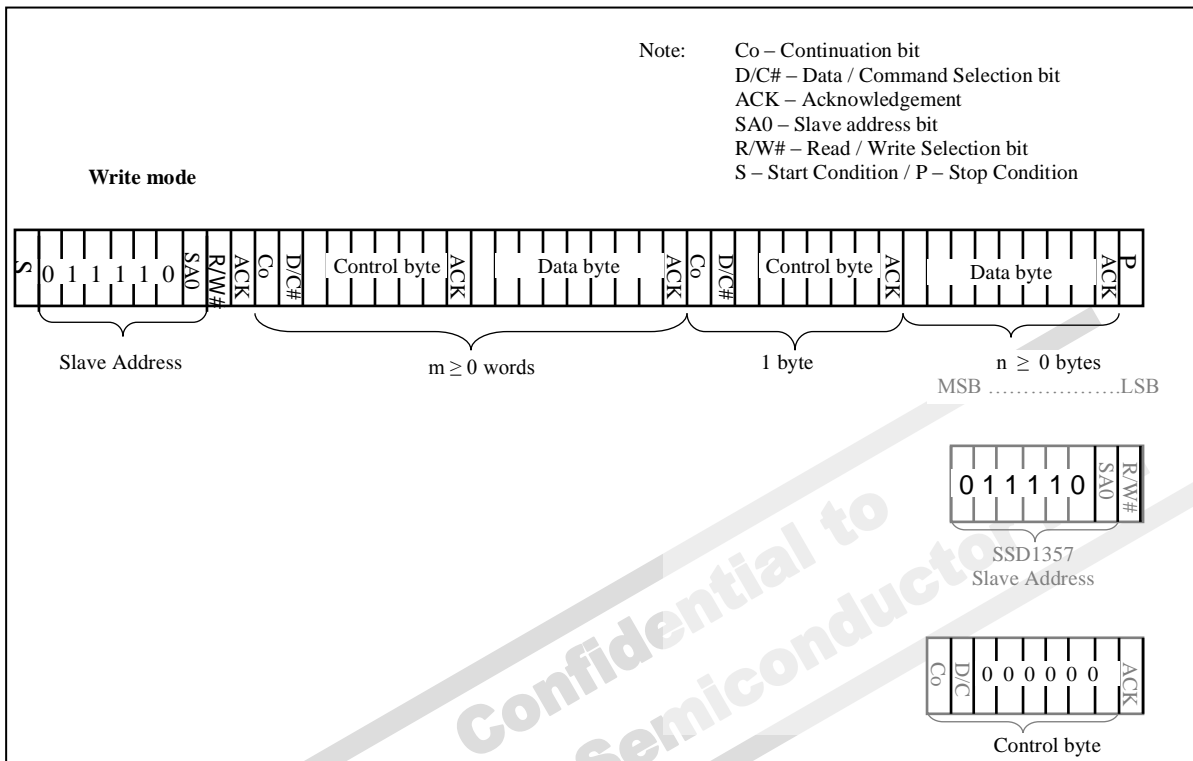 Note: Co – Continuation bit
D/C# – Data / Command Selection bit
ACK – Acknowledgement
SA0 – Slave address bit
R/W# – Read / Write Selection bit
S – Start Condition / P – Stop Condition
Write mode
S 0 1 1 1 1 0 SA0 R/W# ACK Co D/C# Control byte ACK Data byte ACK Co D/C# Control byte ACK Data byte ACK P
Slave Address m ≥ 0 words 1 byte n ≥ 0 bytes
MSB ……………….LSB
0 1 1 1 1 0 SA0 R/W#
SSD1357
Slave Address
Confidential to
Semiconductor
Co D/C 0 0 0 0 0 0 ACK
Control byte